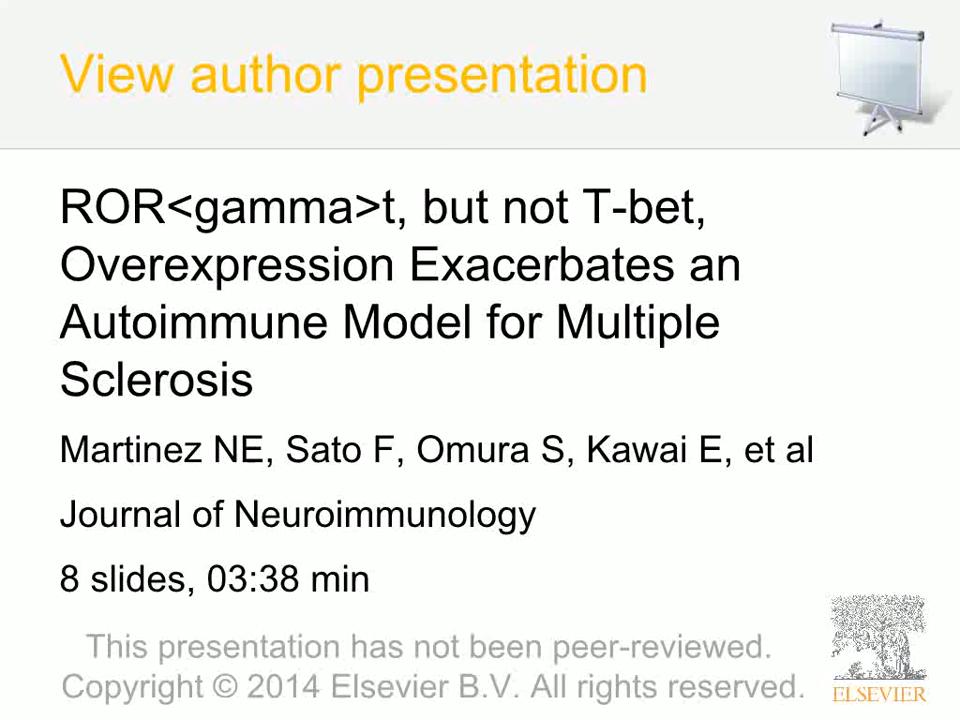 View author presentation
ROR<gamma>t, but not T-bet,
Overexpression Exacerbates an
Autoimmune Model for Multiple
Sclerosis
Martinez NE, Sato F, Omura S, Kawai E, et al
Journal of Neuroimmunology
8 slides, 03:38 min
This presentation has not been peer-reviewed.
Copyright © 2014 Elsevier B.V. All rights reserved.
ELSEVIER